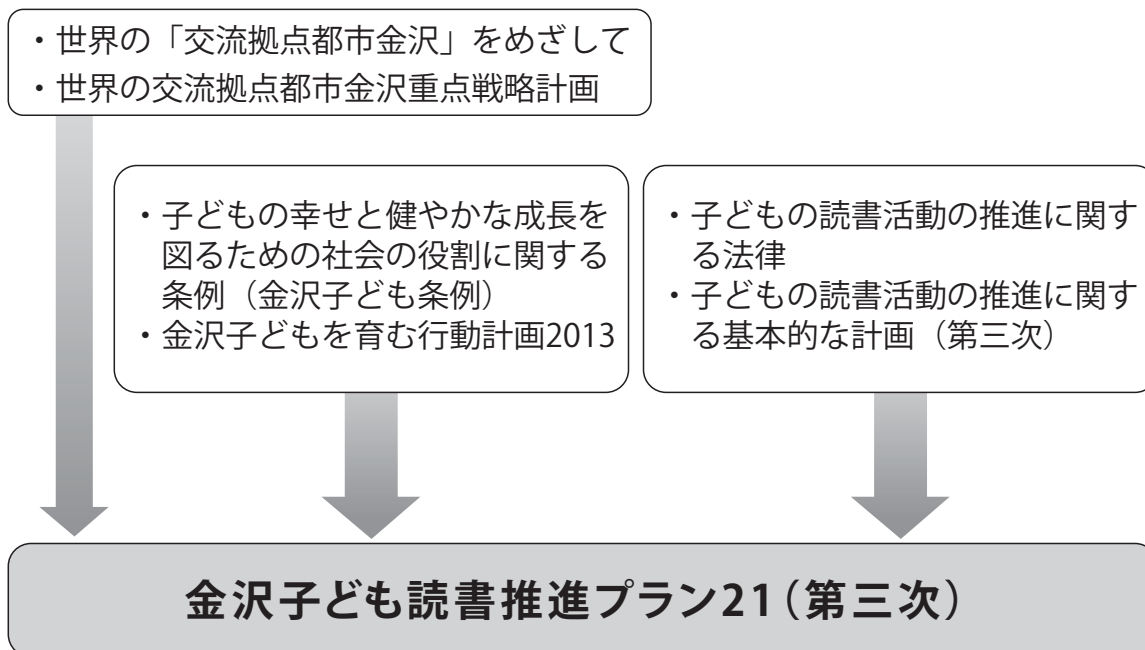 ・世界の「交流拠点都市金沢」をめざして
・世界の交流拠点都市金沢重点戦略計画
・子どもの幸せと健やかな成長を
図るための社会の役割に関する
条例（金沢子ども条例）
・金沢子どもを育む行動計画2013
・子どもの読書活動の推進に関す
る法律
・子どもの読書活動の推進に関す
る基本的な計画（第三次）
金沢子ども読書推進プラン21（第三次）